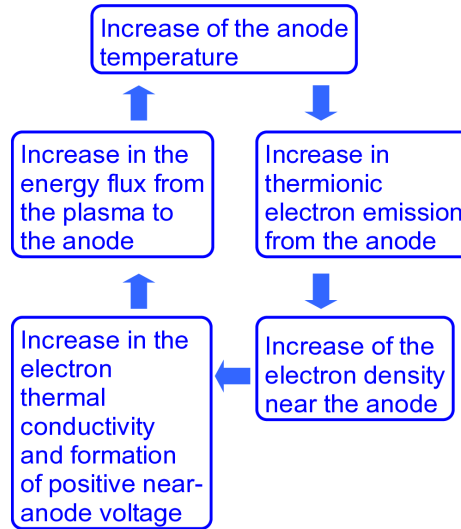 Increase of the anode
temperature
Increase in
thermionic
electron emission
from the anode
Increase of the
electron density
near the anode
Increase in the
electron
thermal
conductivity
and formation
of positive near-
anode voltage
Increase in the
energy flux from
the plasma to
the anode